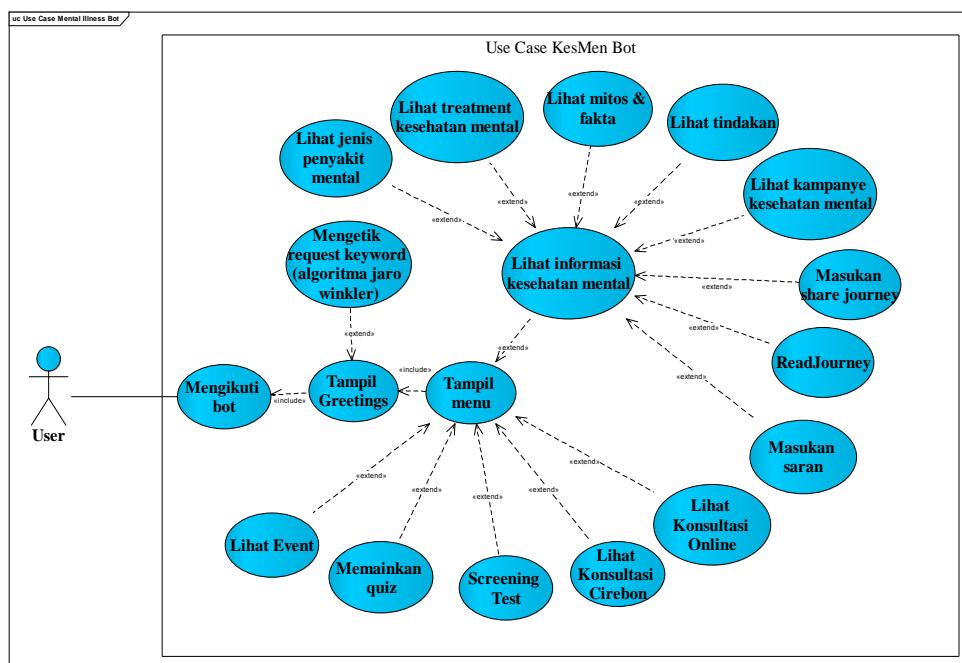 uc Use Case Mental Illness Bot
Use Case KesMen Bot
Lihat mitos &
fakta
Lihat treatment
kesehatan mental
Lihat tindakan
Lihat jenis
penyakit
mental
Lihat kampanye
kesehatan mental
«extend»
«extend»
«extend»
«extend»
«extend»
Mengetik
request keyword
(algoritma jaro
winkler)
Lihat informasi
kesehatan mental
Masukan
share journey
«extend»
«extend»
«extend»
«extend»
ReadJourney
«extend»
«extend»
Mengikuti
bot
«include»
Tampil
Greetings
«include»
Tampil
menu
User
Masukan
saran
«extend»
«extend»
«extend»
«extend»
«extend»
Lihat Event
Memainkan
quiz
Screening
Test
Lihat
Konsultasi
Cirebon
Lihat
Konsultasi
Online